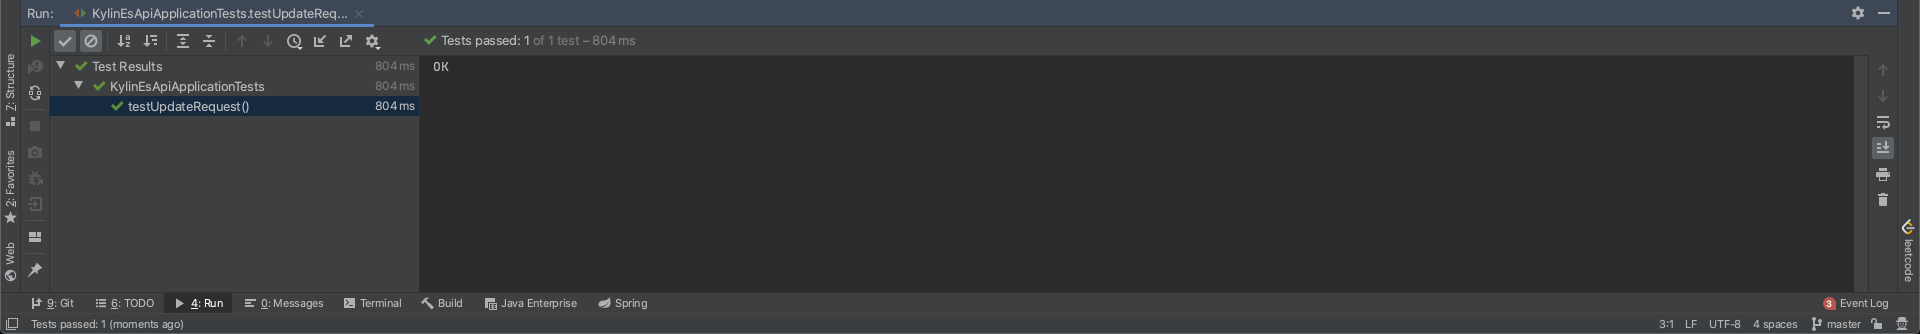 Run: KylinEsApiApplicationTests.testUpdateReq...
Tests passed: 1 of 1 test – 804 ms
Test Results 804 ms
KylinEsApiApplicationTests 804 ms
testUpdateRequest() 804 ms
OK
Z: Structure
2: Favorites
Web
leetcode
9: Git 6: TODO 4: Run 0: Messages Terminal Build Java Enterprise Spring 3 Event Log
Tests passed: 1 (moments ago) 3:1 LF UTF-8 4 spaces master